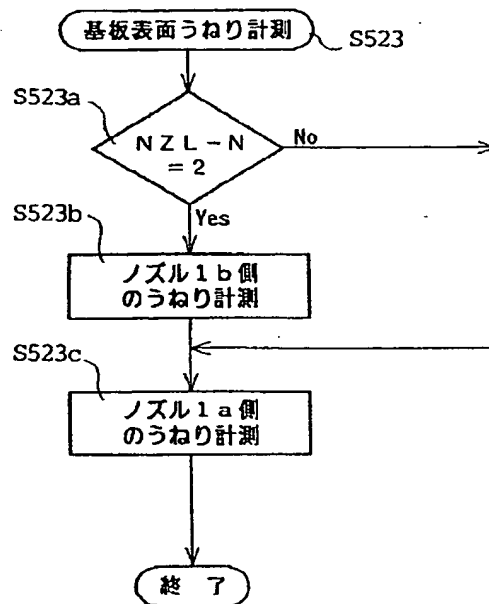 基板表面うねり計測
S523
S523a
NZL-N
=2
No
Yes
S523b
ノズル1b側
のうねり計測
S523c
ノズル1a側
のうねり計測
終 了